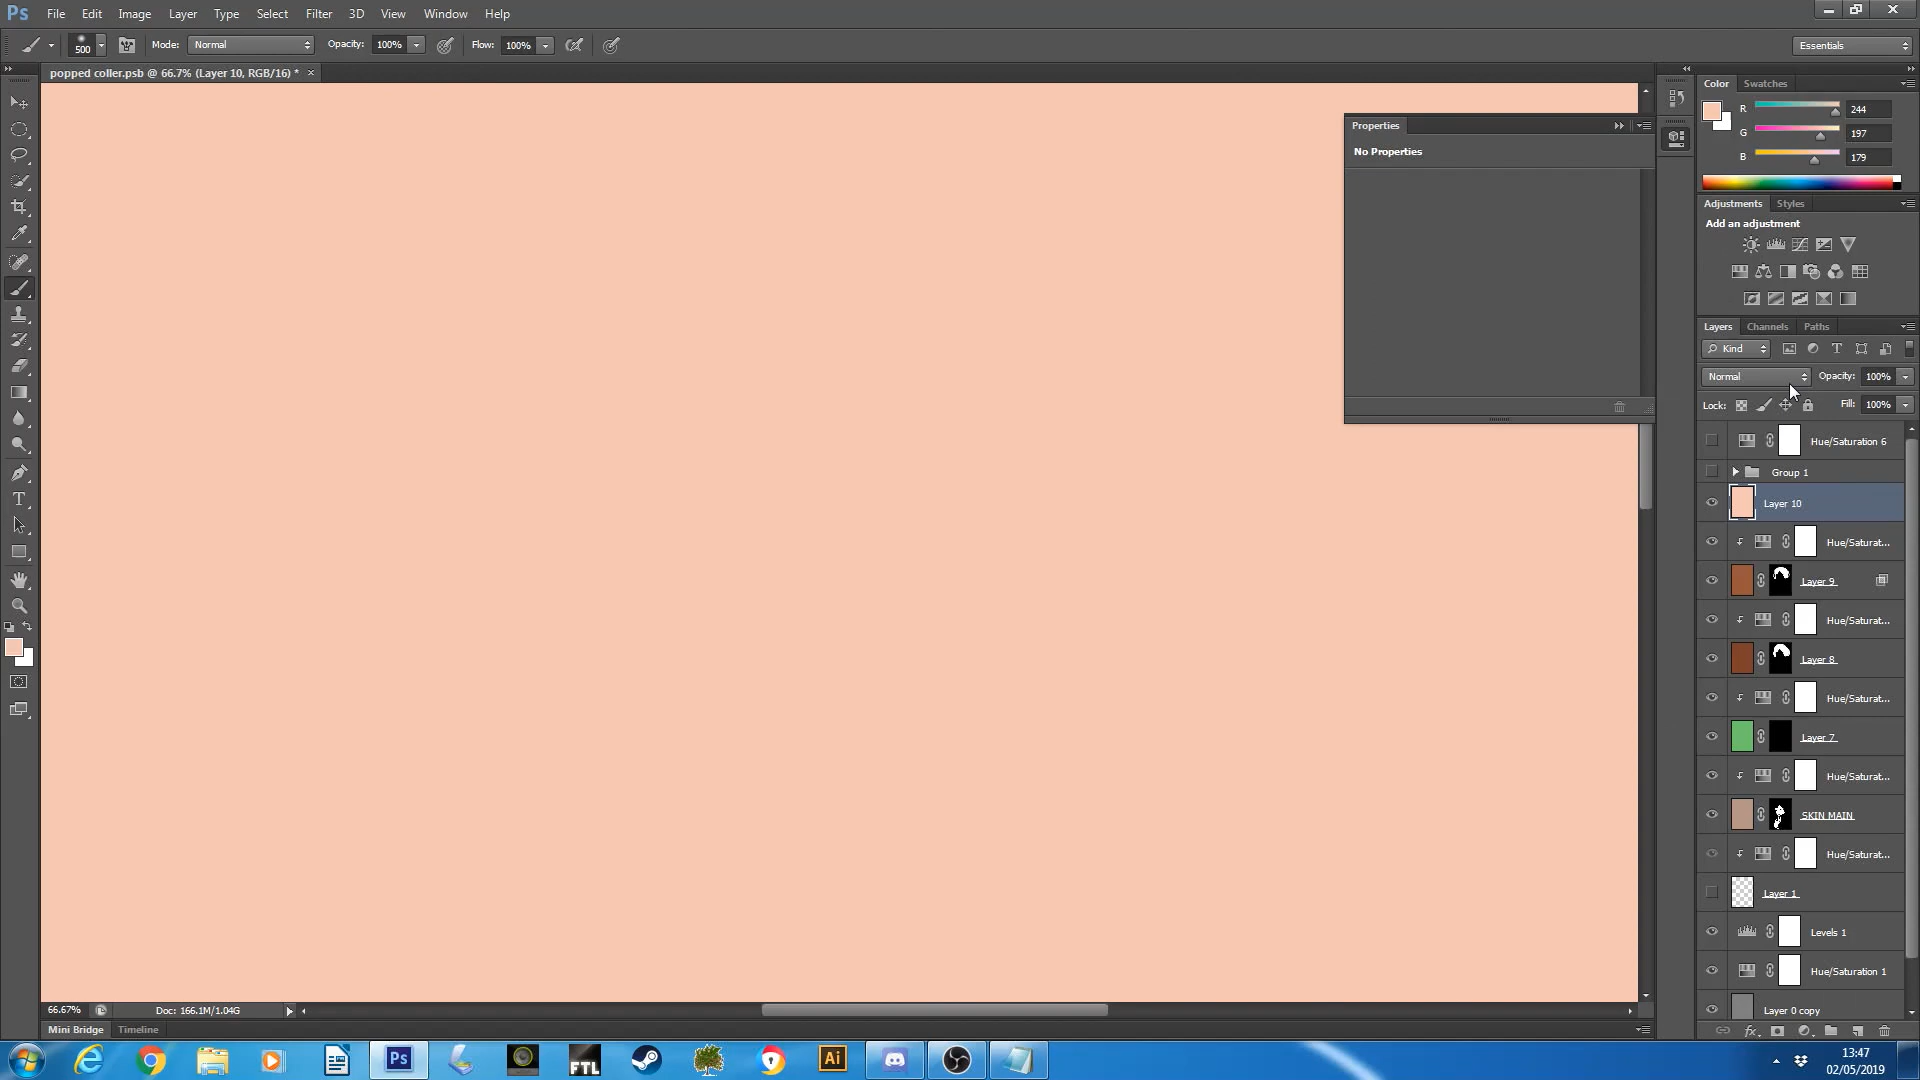 Ps File Edit Image Layer Type Select Filter 3D View Window Help
500 Mode: Normal Opacity: 100% Flow: 100% Essentials
popped coller.psb @ 66.7% (Layer 10, RGB/16) * ×
Color Swatches
R 244
G 197
B 179
Properties
No Properties
Adjustments Styles
Add an adjustment
Layers Channels Paths
Kind
Normal Opacity: 100%
Lock: Fill: 100%
Hue/Saturation 6
Group 1
Layer 10
Hue/Saturat...
Layer 9
Hue/Saturat...
Layer 8
Hue/Saturat...
Layer 7
Hue/Saturat...
SKIN MAIN
Hue/Saturat...
Layer 1
Levels 1
Hue/Saturation 1
Layer 0 copy
66.67% Doc: 166.1M/1.04G
Mini Bridge Timeline
Ps FTL Ai
13:47
02/05/2019